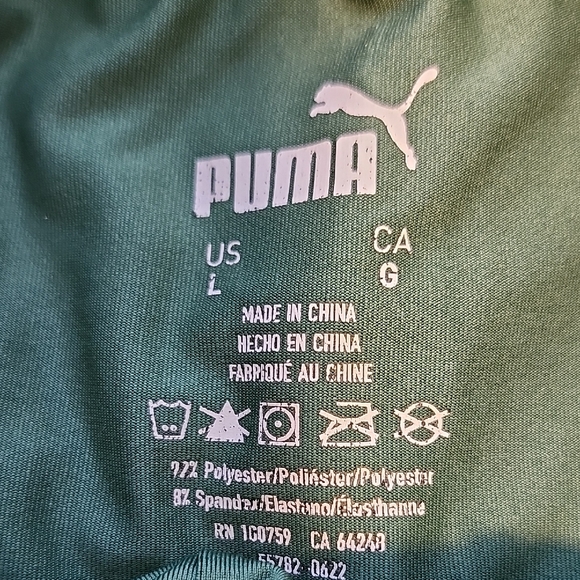 PUMA
US CA
L G
MADE IN CHINA
HECHO EN CHINA
FABRIQUÉ AU CHINE
92% Polyester/Poliéster/Polyester
8% Spandex/Elastano/Élasthanne
RN 100759 CA 64248
55782 0622